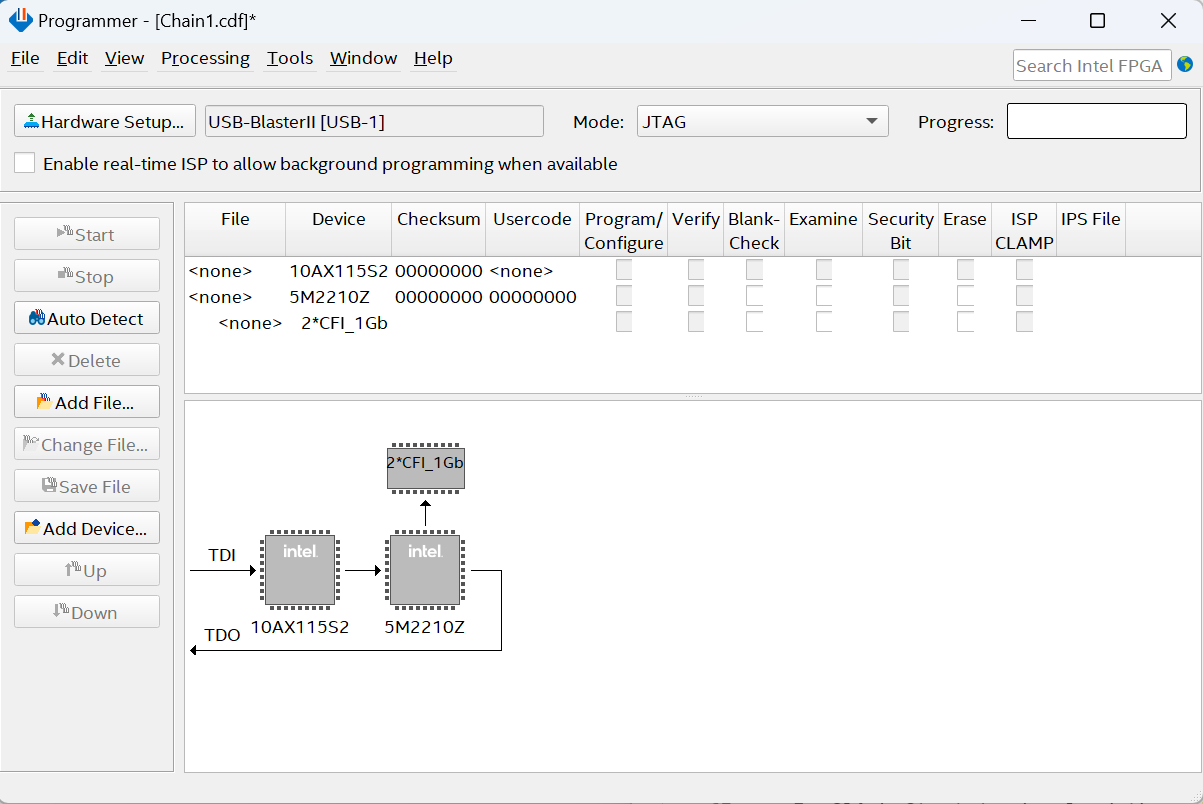 Programmer - [Chain1.cdf]*
File Edit View Processing Tools Window Help
Search Intel FPGA
Hardware Setup... USB-BlasterII [USB-1] Mode: JTAG Progress:
Enable real-time ISP to allow background programming when available
Start
Stop
Auto Detect
Delete
Add File...
Change File...
Save File
Add Device...
Up
Down
File Device Checksum Usercode Program/ Configure Verify Blank- Check Examine Security Bit Erase ISP CLAMP IPS File
<none> 10AX115S2 00000000 <none>
<none> 5M2210Z 00000000 00000000
<none> 2*CFI_1Gb
2*CFI_1Gb
TDI intel intel
TDO 10AX115S2 5M2210Z